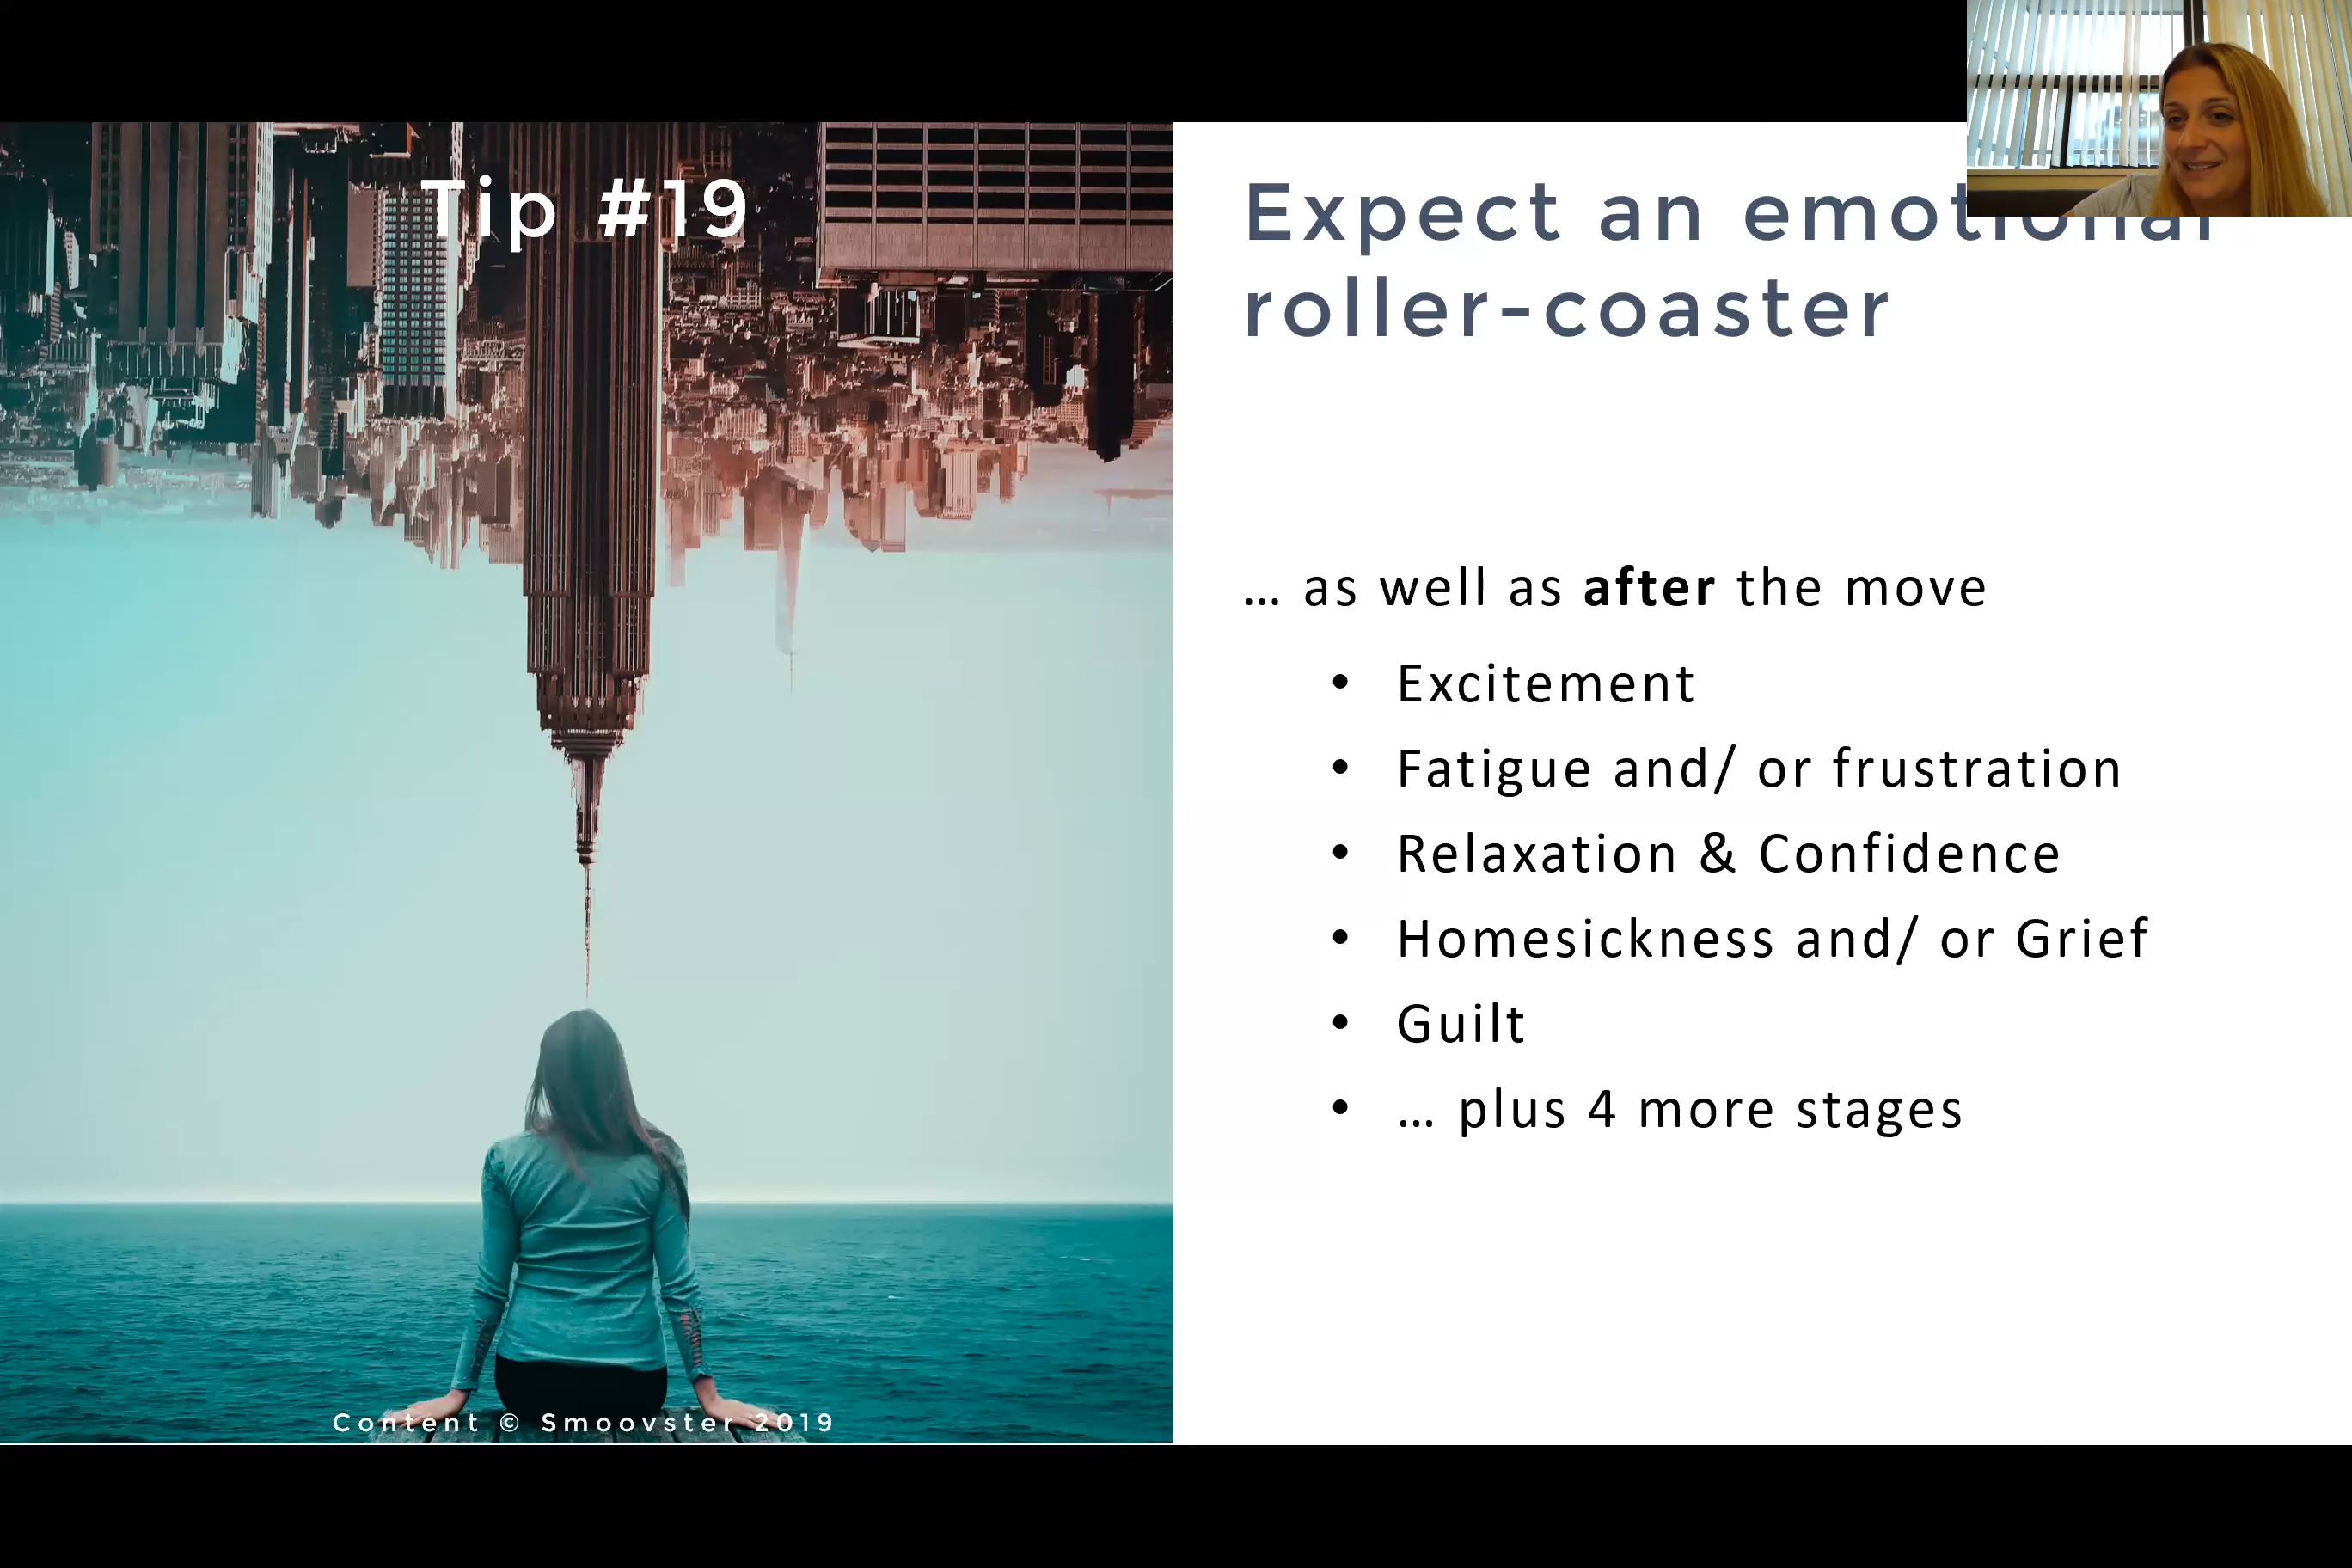 Tip #19
Expect an emotional
roller-coaster
… as well as after the move
• Excitement
• Fatigue and/ or frustration
• Relaxation & Confidence
• Homesickness and/ or Grief
• Guilt
• … plus 4 more stages
Content © Smoovster 2019